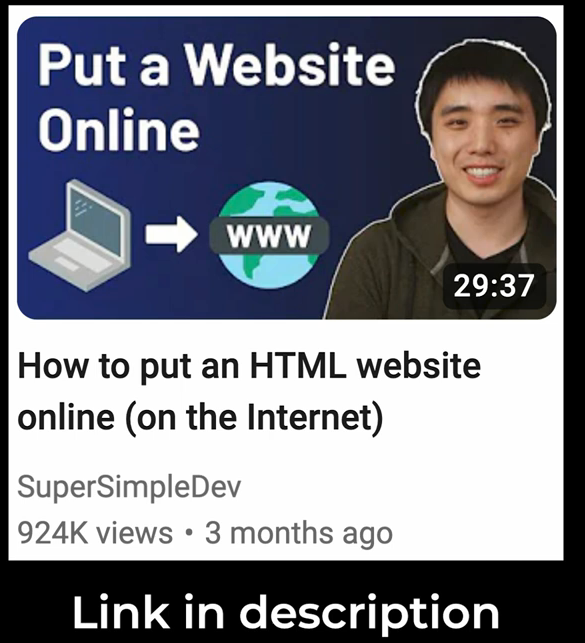 Put a Website
Online
WWW
29:37
How to put an HTML website
online (on the Internet)
SuperSimpleDev
924K views • 3 months ago
Link in description